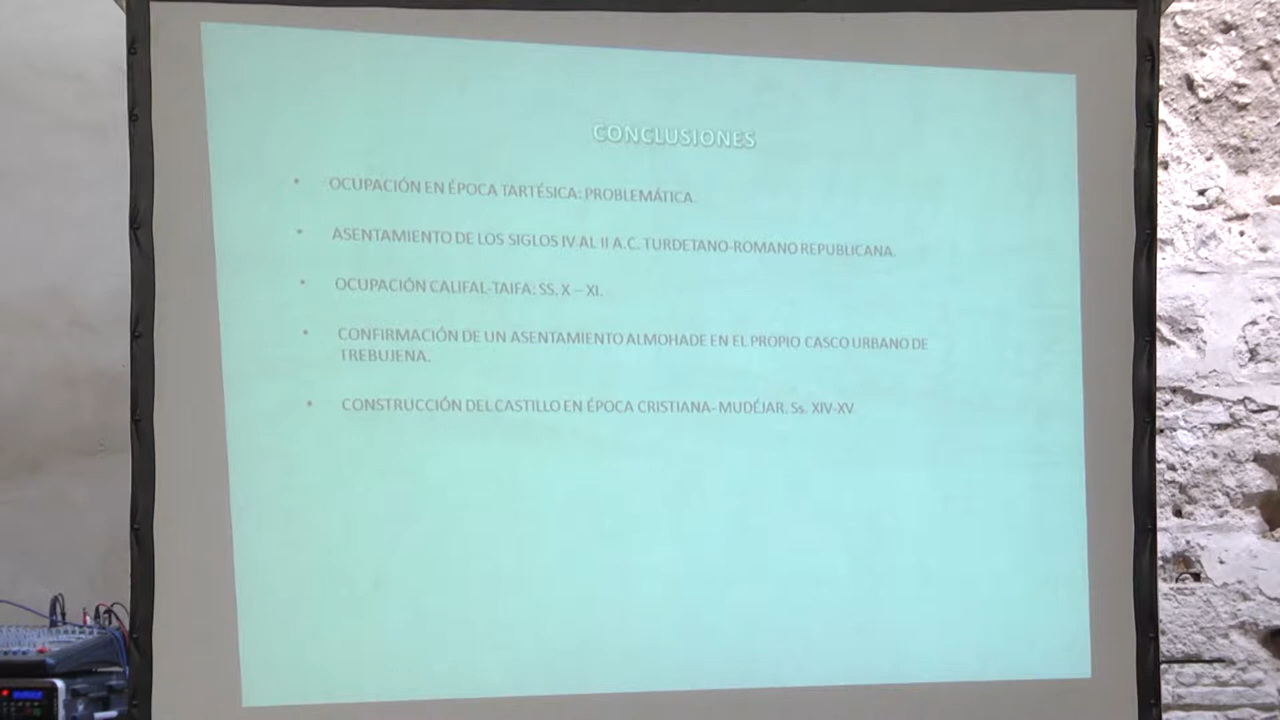 CONCLUSIONES
• OCUPACIÓN EN ÉPOCA TARTÉSICA: PROBLEMÁTICA.
• ASENTAMIENTO DE LOS SIGLOS IV AL II A.C. TURDETANO-ROMANO REPUBLICANA.
• OCUPACIÓN CALIFAL-TAIFA: SS. X – XI.
• CONFIRMACIÓN DE UN ASENTAMIENTO ALMOHADE EN EL PROPIO CASCO URBANO DE
TREBUJENA.
• CONSTRUCCIÓN DEL CASTILLO EN ÉPOCA CRISTIANA- MUDÉJAR. Ss. XIV-XV